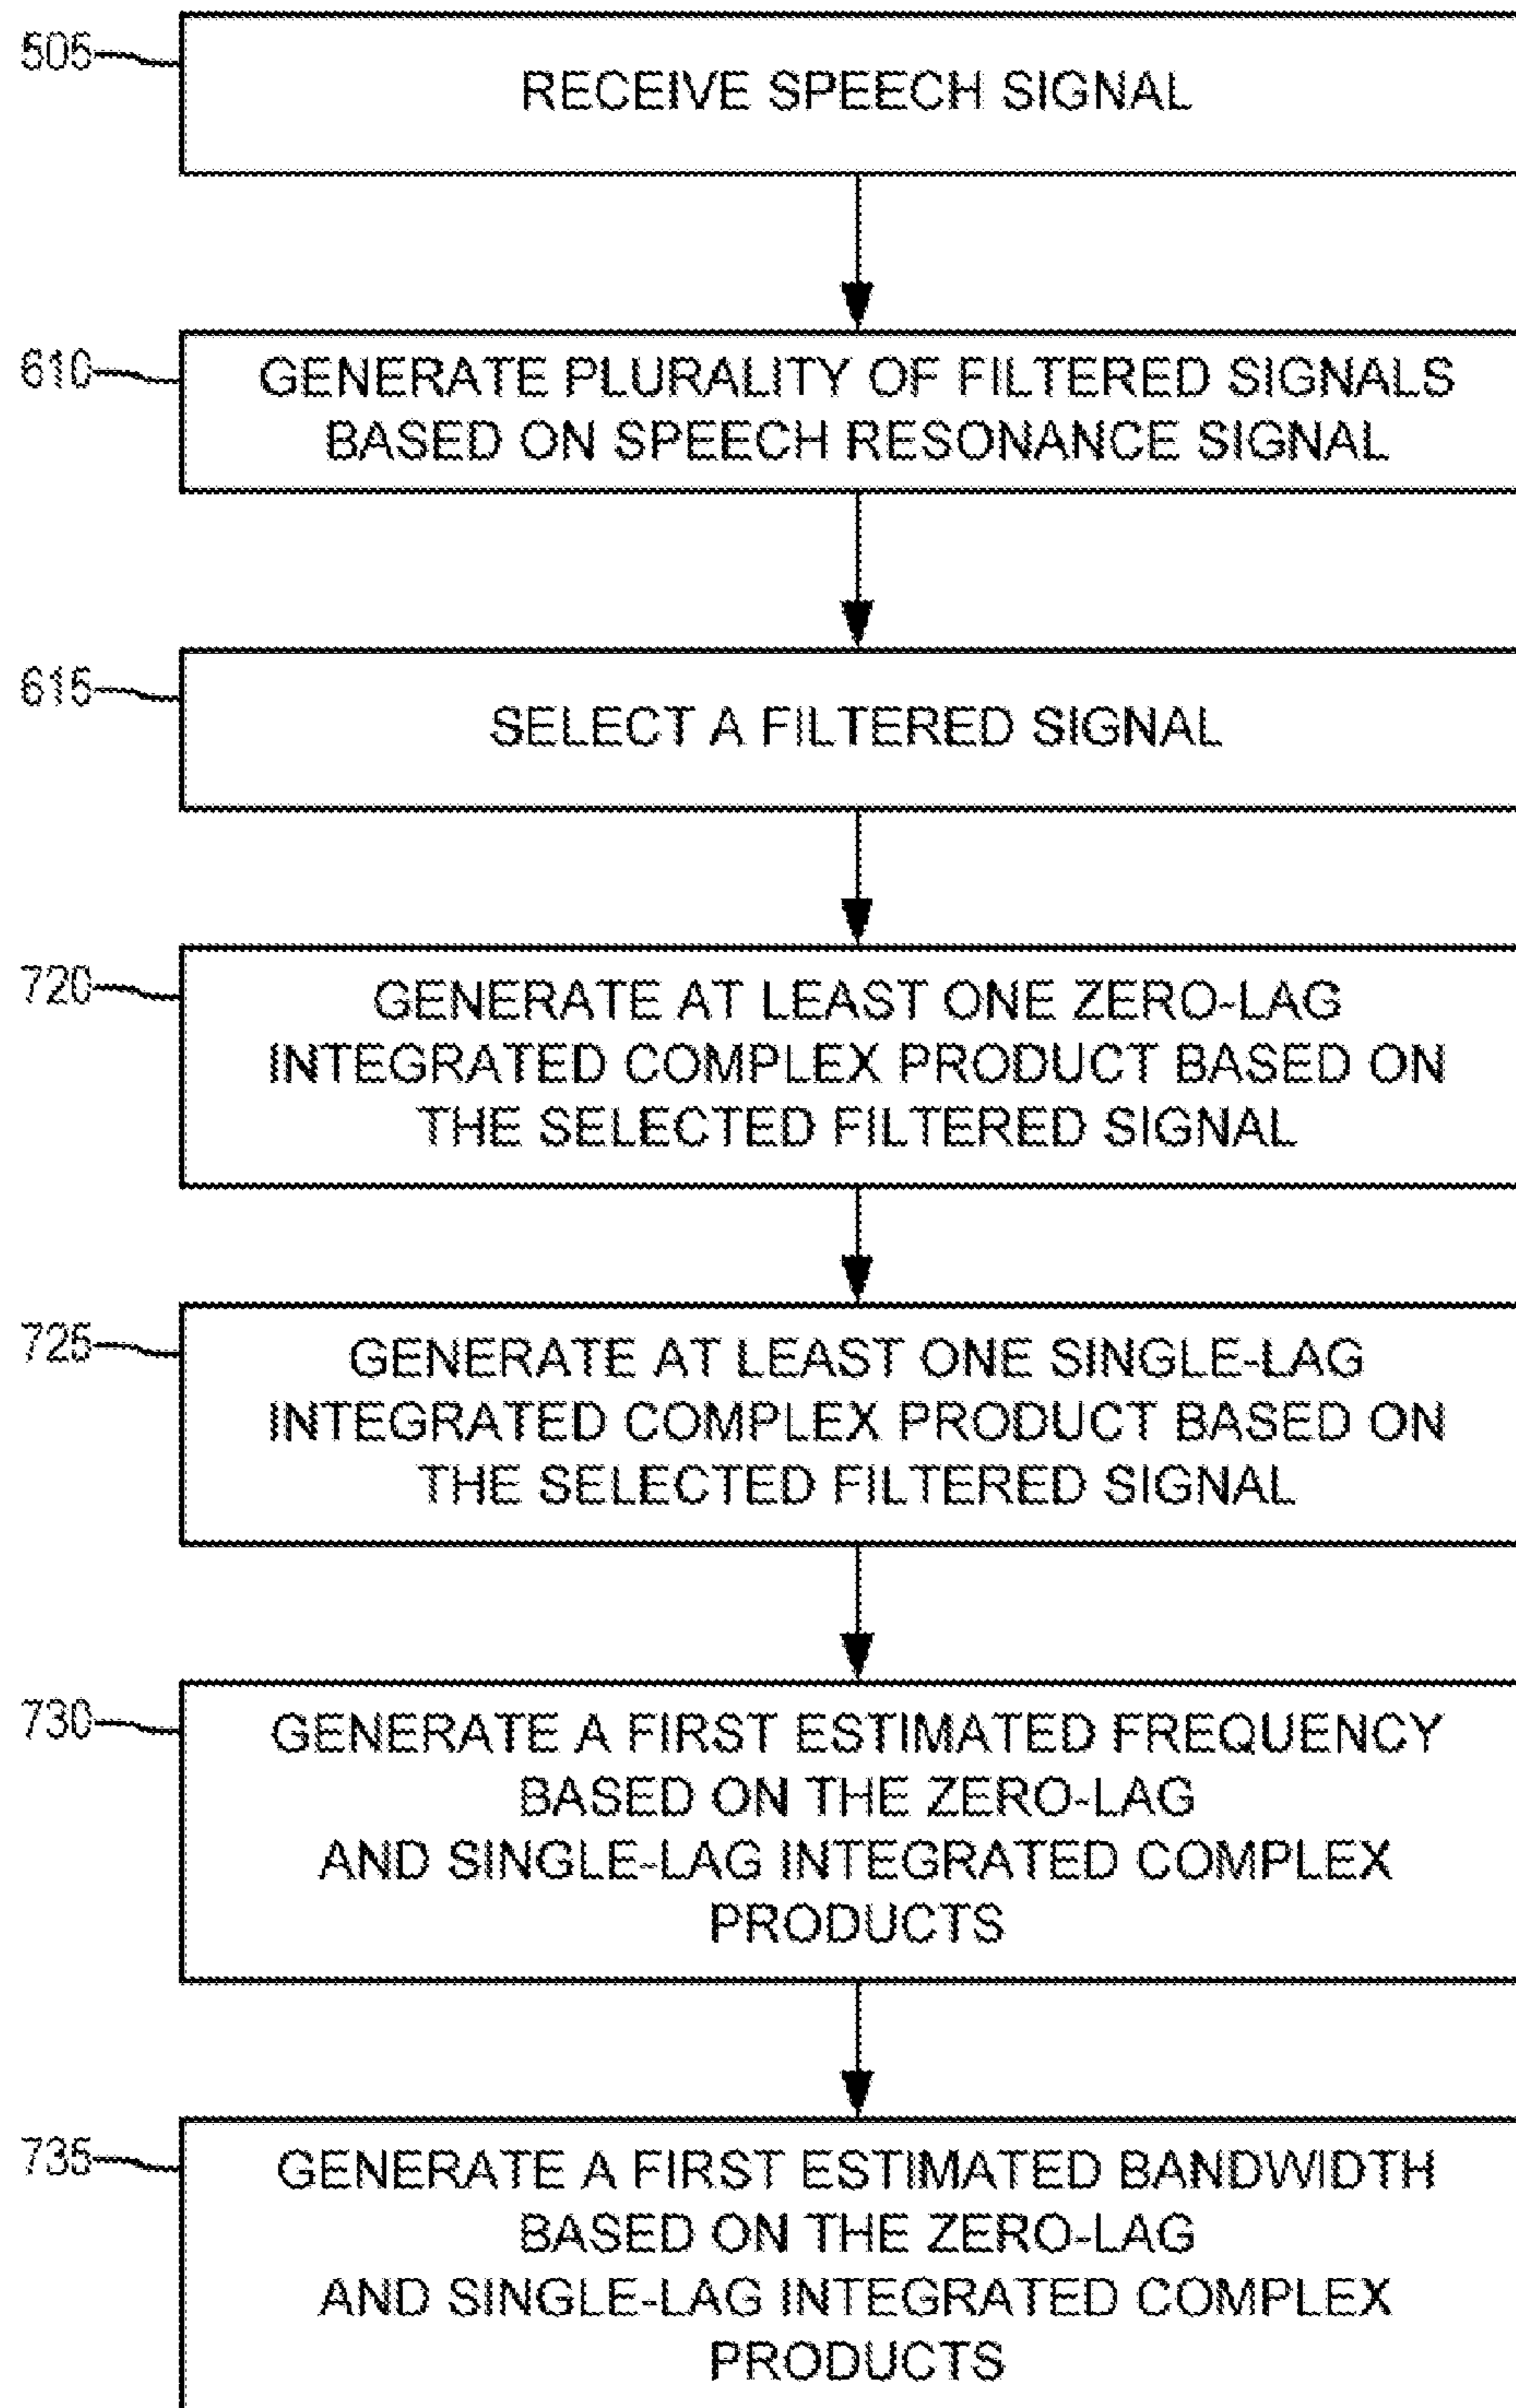 505
RECEIVE SPEECH SIGNAL
610
GENERATE PLURALITY OF FILTERED SIGNALS
BASED ON SPEECH RESONANCE SIGNAL
615
SELECT A FILTERED SIGNAL
720
GENERATE AT LEAST ONE ZERO-LAG
INTEGRATED COMPLEX PRODUCT BASED ON
THE SELECTED FILTERED SIGNAL
725
GENERATE AT LEAST ONE SINGLE-LAG
INTEGRATED COMPLEX PRODUCT BASED ON
THE SELECTED FILTERED SIGNAL
730
GENERATE A FIRST ESTIMATED FREQUENCY
BASED ON THE ZERO-LAG
AND SINGLE-LAG INTEGRATED COMPLEX
PRODUCTS
735
GENERATE A FIRST ESTIMATED BANDWIDTH
BASED ON THE ZERO-LAG
AND SINGLE-LAG INTEGRATED COMPLEX
PRODUCTS